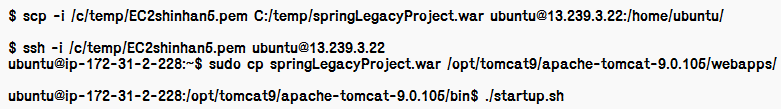 $ scp -i /c/temp/EC2shinhan5.pem C:/temp/springLegacyProject.war ubuntu@13.239.3.22:/home/ubuntu/
$ ssh -i /c/temp/EC2shinhan5.pem ubuntu@13.239.3.22
ubuntu@ip-172-31-2-228:~$ sudo cp springLegacyProject.war /opt/tomcat9/apache-tomcat-9.0.105/webapps/
ubuntu@ip-172-31-2-228:/opt/tomcat9/apache-tomcat-9.0.105/bin$ ./startup.sh